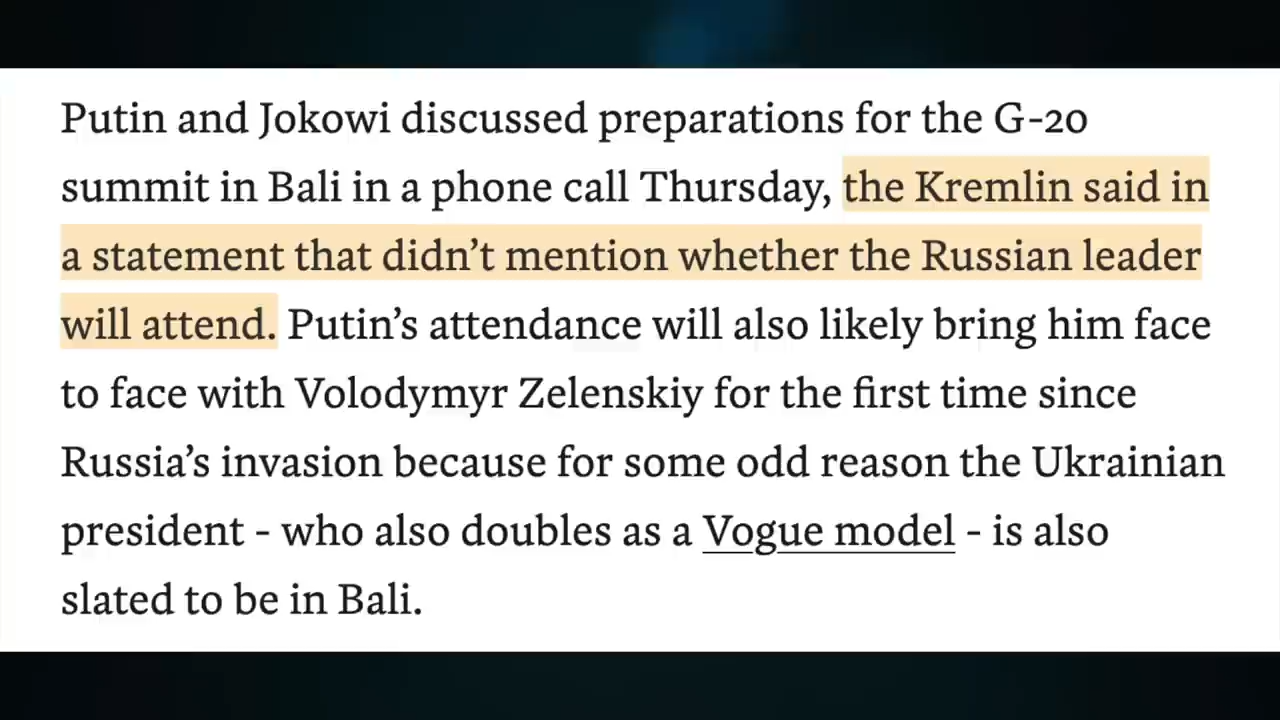 Putin and Jokowi discussed preparations for the G-20
summit in Bali in a phone call Thursday, the Kremlin said in
a statement that didn’t mention whether the Russian leader
will attend. Putin’s attendance will also likely bring him face
to face with Volodymyr Zelenskiy for the first time since
Russia’s invasion because for some odd reason the Ukrainian
president - who also doubles as a Vogue model - is also
slated to be in Bali.